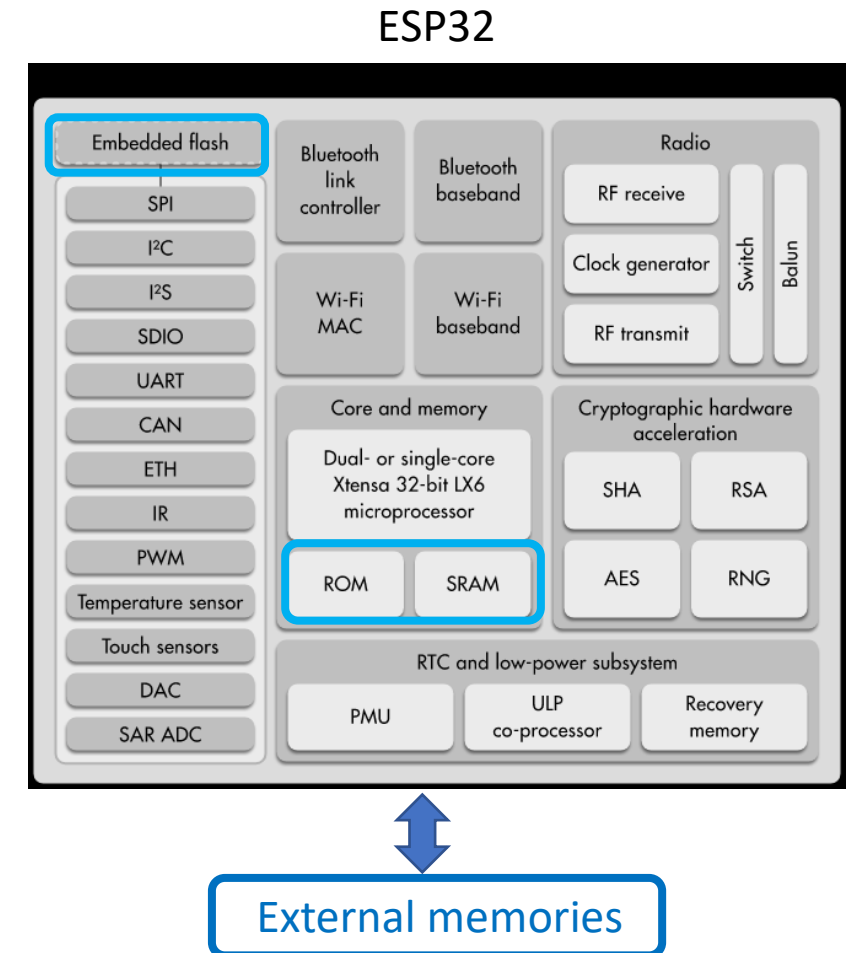 ESP32
Embedded flash
SPI
I²C
I²S
SDIO
UART
CAN
ETH
IR
PWM
Temperature sensor
Touch sensors
DAC
SAR ADC
Bluetooth
link
controller
Bluetooth
baseband
Wi-Fi
MAC
Wi-Fi
baseband
Radio
RF receive
Clock generator
RF transmit
Switch
Balun
Core and memory
Dual- or single-core
Xtensa 32-bit LX6
microprocessor
ROM
SRAM
Cryptographic hardware
acceleration
SHA
RSA
AES
RNG
RTC and low-power subsystem
PMU
ULP
co-processor
Recovery
memory
External memories